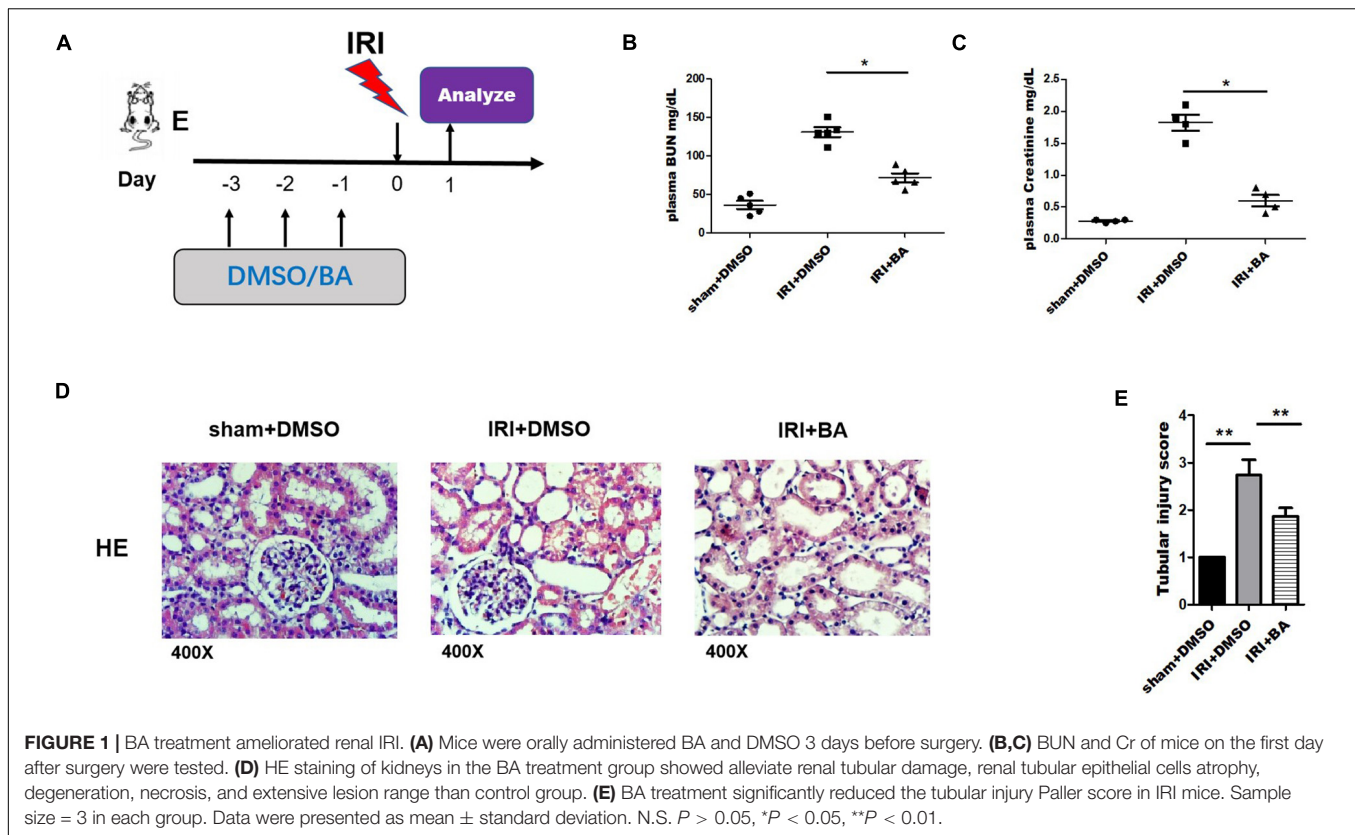 A
IRI
Analyze
E
Day
-3
-2
-1
0
1
DMSO/BA
B
*
plasma BUN mg/dL
200
150
100
50
0
sham+DMSO
IRI+DMSO
IRI+BA
C
*
plasma Creatinine mg/dL
2.5
2.0
1.5
1.0
0.5
0.0
sham+DMSO
IRI+DMSO
IRI+BA
D
sham+DMSO
IRI+DMSO
IRI+BA
HE
400X
400X
400X
E
**
**
Tubular injury score
4
3
2
1
0
sham+DMSO
IRI+DMSO
IRI+BA
FIGURE 1 | BA treatment ameliorated renal IRI. (A) Mice were orally administered BA and DMSO 3 days before surgery. (B,C) BUN and Cr of mice on the first day
after surgery were tested. (D) HE staining of kidneys in the BA treatment group showed alleviate renal tubular damage, renal tubular epithelial cells atrophy,
degeneration, necrosis, and extensive lesion range than control group. (E) BA treatment significantly reduced the tubular injury Paller score in IRI mice. Sample
size = 3 in each group. Data were presented as mean ± standard deviation. N.S. P > 0.05, *P < 0.05, **P < 0.01.